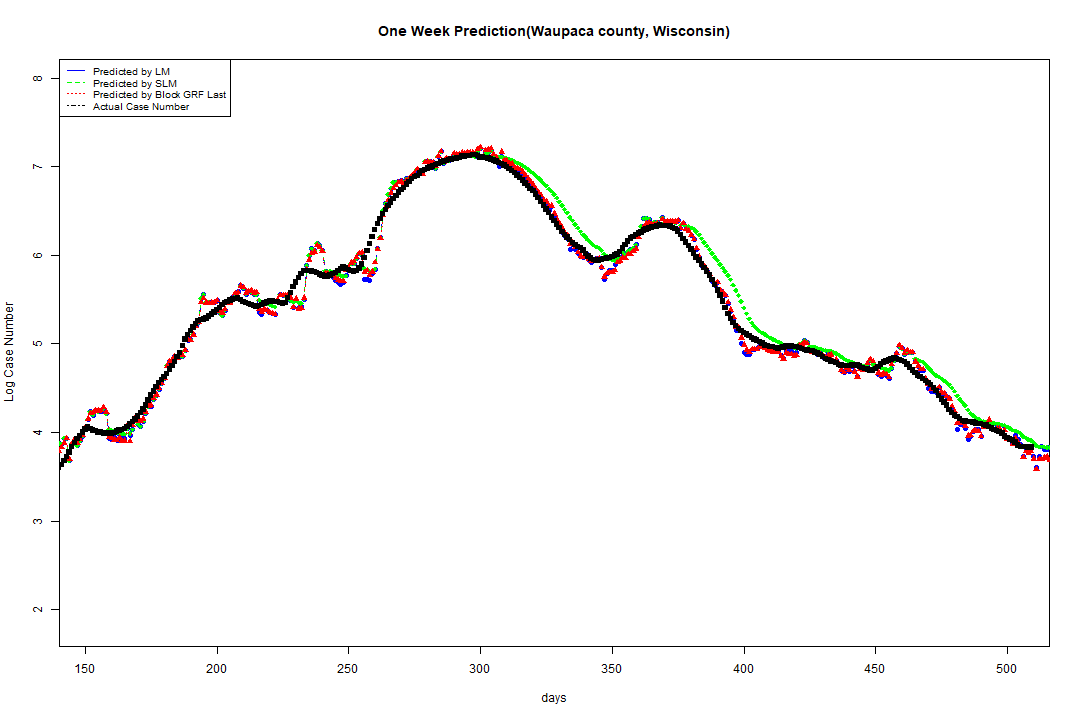 One Week Prediction(Waupaca county, Wisconsin)
Predicted by LM
Predicted by SLM
Predicted by Block GRF Last
Actual Case Number
8
7
6
5
4
3
2
Log Case Number
150 200 250 300 350 400 450 500
days